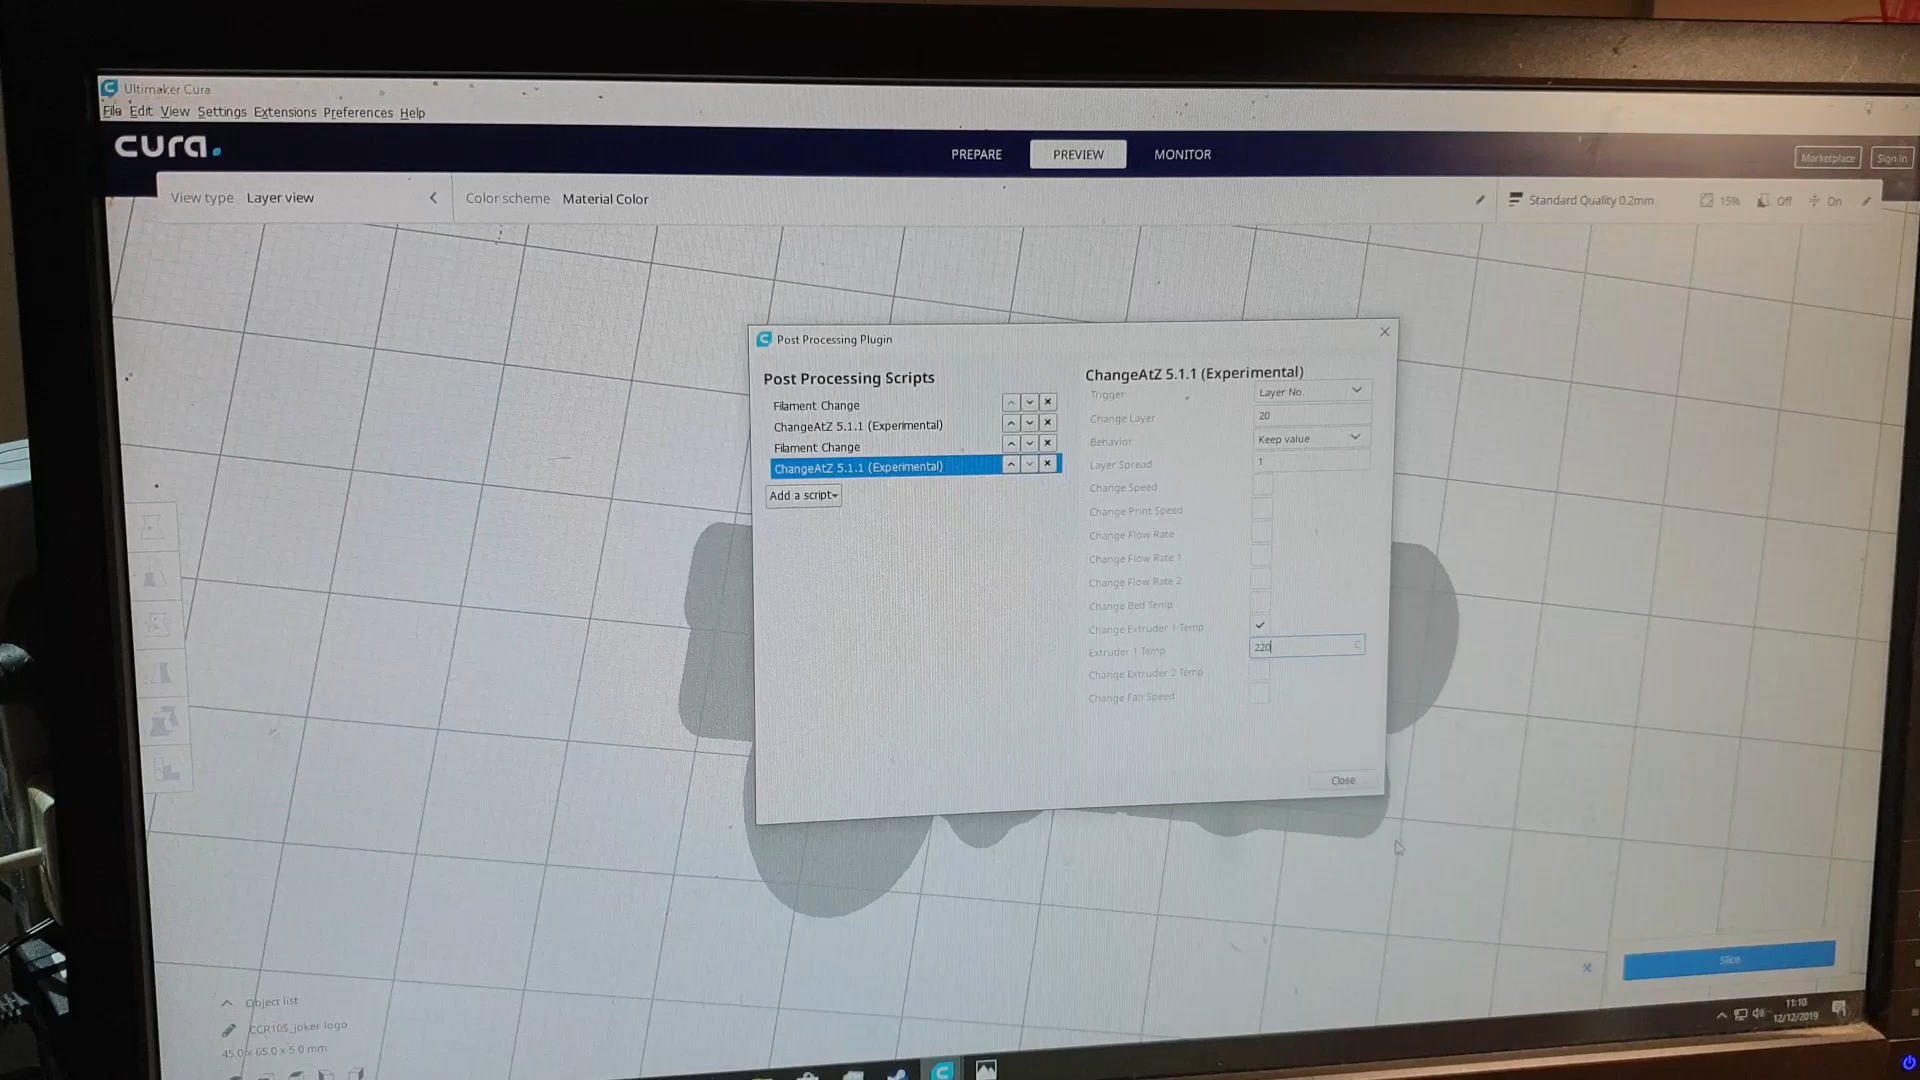 Ultimaker Cura
File Edit View Settings Extensions Preferences Help
cura.
PREPARE PREVIEW MONITOR
Marketplace Sign in
View type Layer view
Color scheme Material Color
Standard Quality 0.2mm 15% Off On
Post Processing Plugin
Post Processing Scripts
Filament Change
ChangeAtZ 5.1.1 (Experimental)
Filament Change
ChangeAtZ 5.1.1 (Experimental)
Add a script
ChangeAtZ 5.1.1 (Experimental)
Trigger Layer No.
Change Layer 20
Behavior Keep value
Layer Spread 1
Change Speed
Change Print Speed
Change Flow Rate
Change Flow Rate 1
Change Flow Rate 2
Change Bed Temp
Change Extruder 1 Temp
Extruder 1 Temp 220 C
Change Extruder 2 Temp
Change Fan Speed
Close
Slice
Object list
CCR10S_joker logo
45.0 x 65.0 x 5.0 mm
11:10
12/12/2019